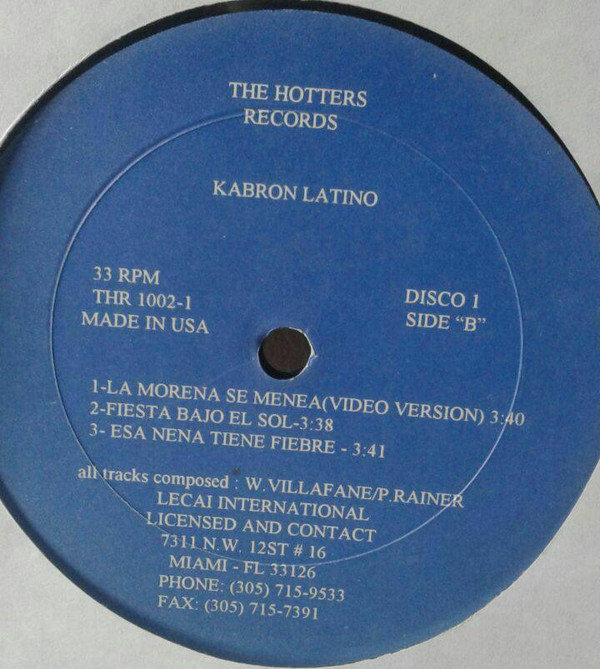 THE HOTTERS
RECORDS
KABRON LATINO
33 RPM
THR 1002-1
MADE IN USA
DISCO 1
SIDE "B"
1-LA MORENA SE MENEA(VIDEO VERSION) 3:40
2-FIESTA BAJO EL SOL-3:38
3- ESA NENA TIENE FIEBRE - 3:41
all tracks composed : W.VILLAFANE/P.RAINER
LECAI INTERNATIONAL
LICENSED AND CONTACT
7311 N.W. 12ST # 16
MIAMI - FL 33126
PHONE: (305) 715-9533
FAX: (305) 715-7391